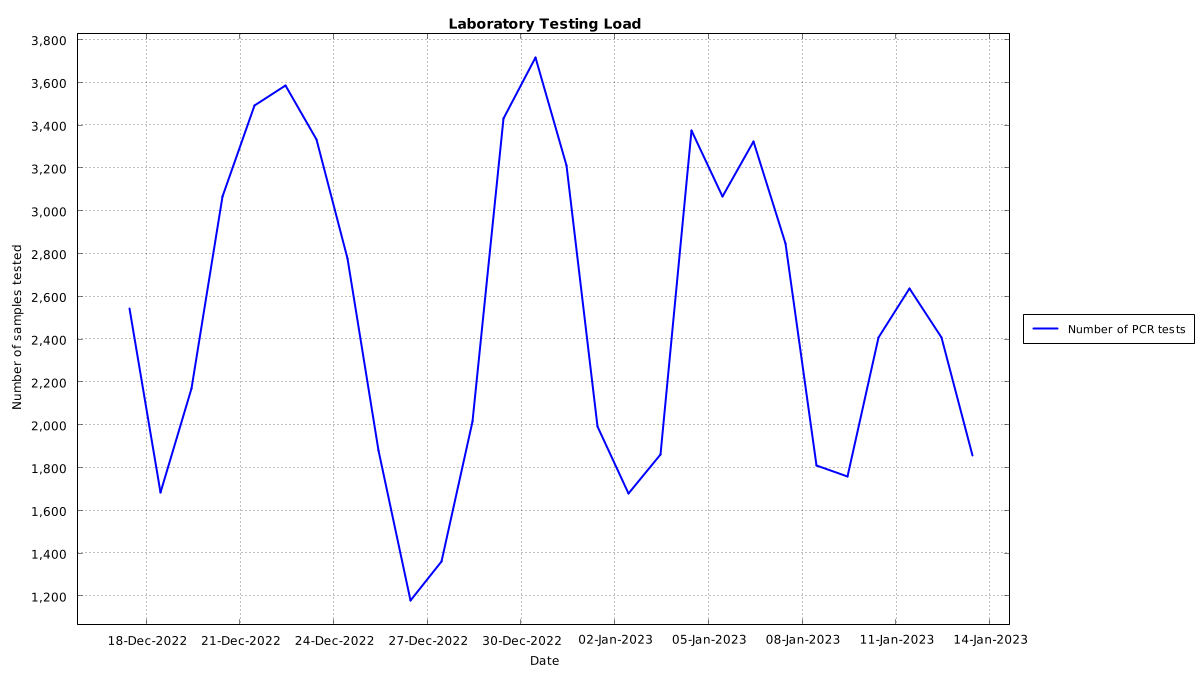 Laboratory Testing Load
3,800
3,600
3,400
3,200
3,000
2,800
2,600
2,400
2,200
2,000
1,800
1,600
1,400
1,200
Number of samples tested
18-Dec-2022
21-Dec-2022
24-Dec-2022
27-Dec-2022
30-Dec-2022
02-Jan-2023
05-Jan-2023
08-Jan-2023
11-Jan-2023
14-Jan-2023
Date
Number of PCR tests